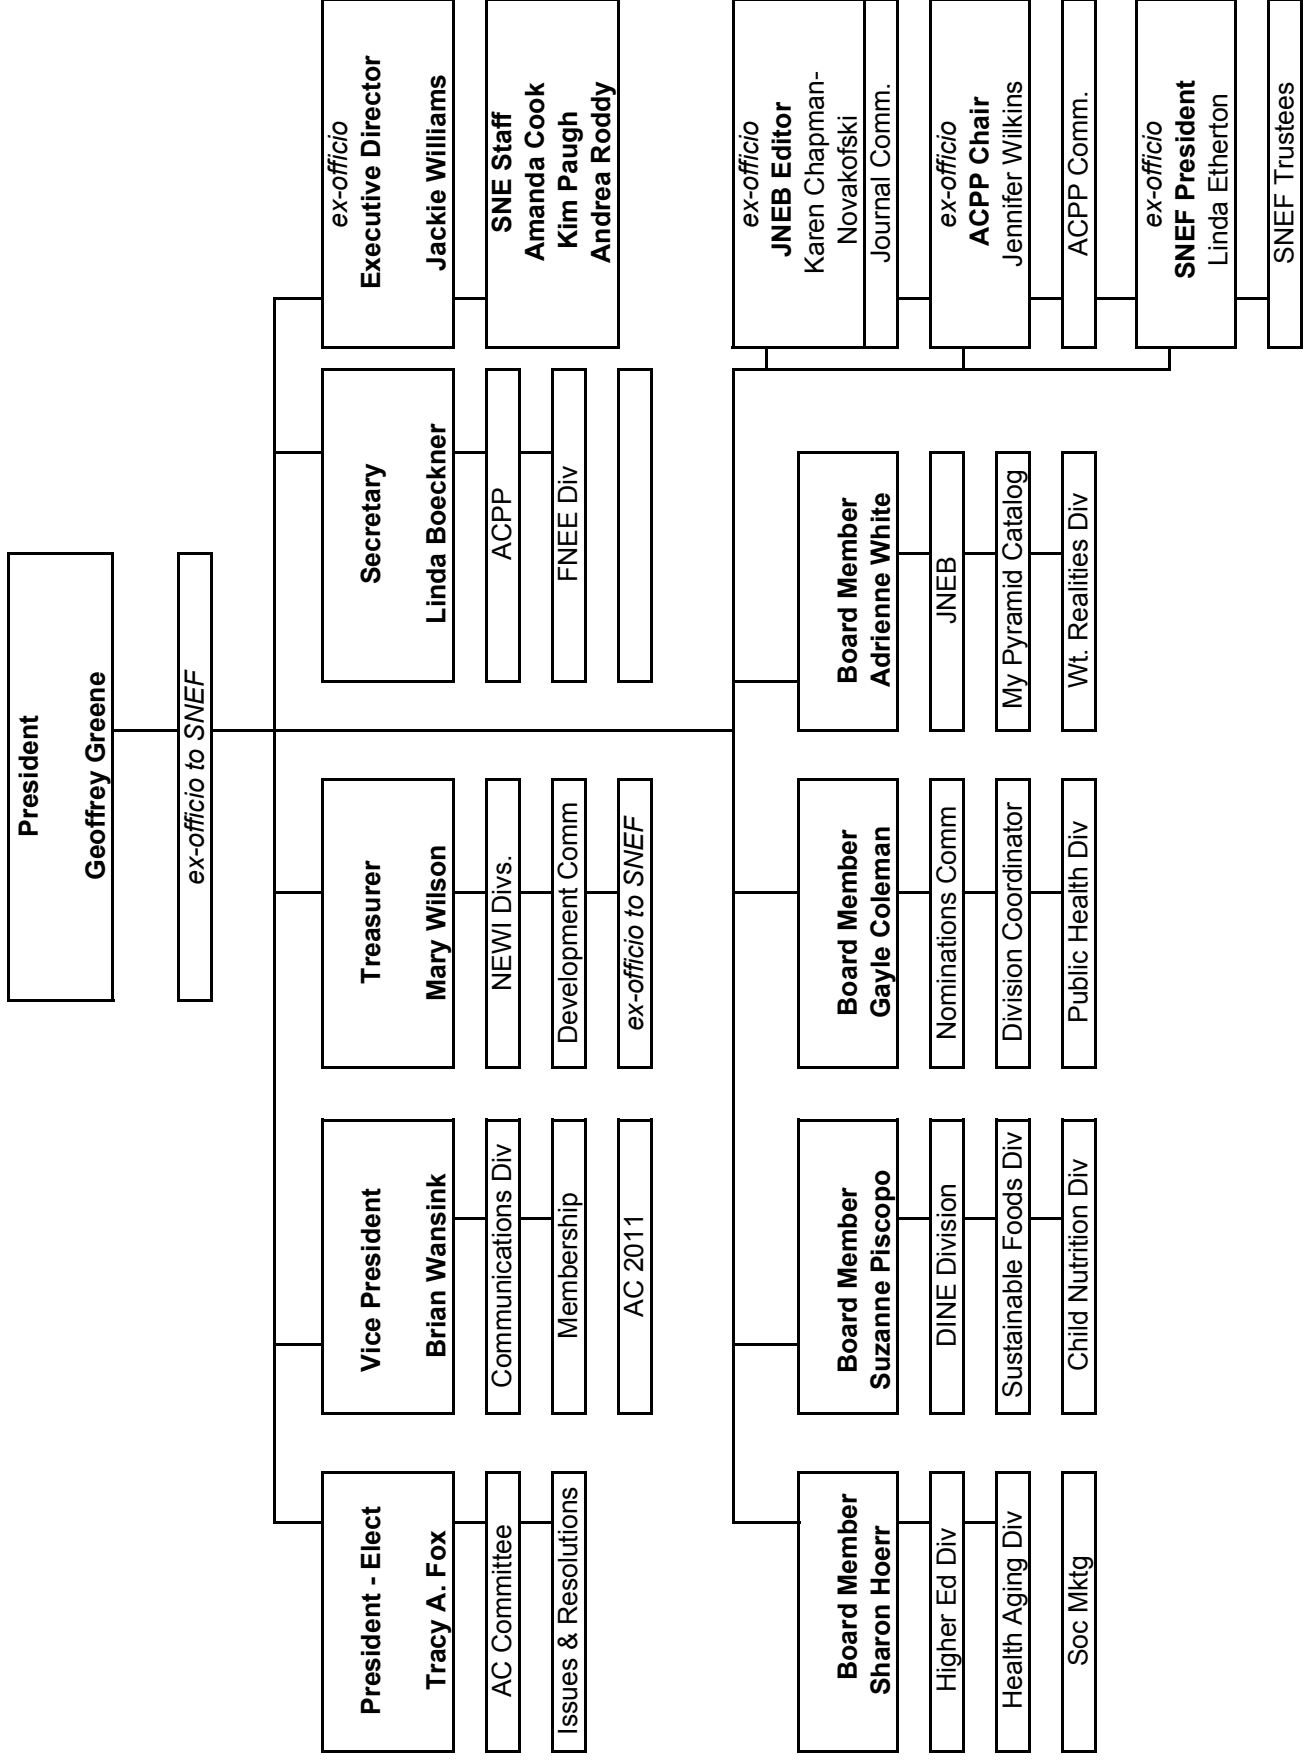 President
Geoffrey Greene
ex-officio to SNEF
President - Elect
Tracy A. Fox
AC Committee
Issues & Resolutions
Vice President
Brian Wansink
Communications Div
Membership
AC 2011
Treasurer
Mary Wilson
NEWI Divs.
Development Comm
ex-officio to SNEF
Secretary
Linda Boeckner
ACPP
FNEE Div
ex-officio
Executive Director
Jackie Williams
SNE Staff
Amanda Cook
Kim Paugh
Andrea Roddy
Board Member
Sharon Hoerr
Higher Ed Div
Health Aging Div
Soc Mktg
Board Member
Suzanne Piscopo
DINE Division
Sustainable Foods Div
Child Nutrition Div
Board Member
Gayle Coleman
Nominations Comm
Division Coordinator
Public Health Div
Board Member
Adrienne White
JNEB
My Pyramid Catalog
Wt. Realities Div
ex-officio
JNEB Editor
Karen Chapman-
Novakofski
Journal Comm.
ex-officio
ACPP Chair
Jennifer Wilkins
ACPP Comm.
ex-officio
SNEF President
Linda Etherton
SNEF Trustees